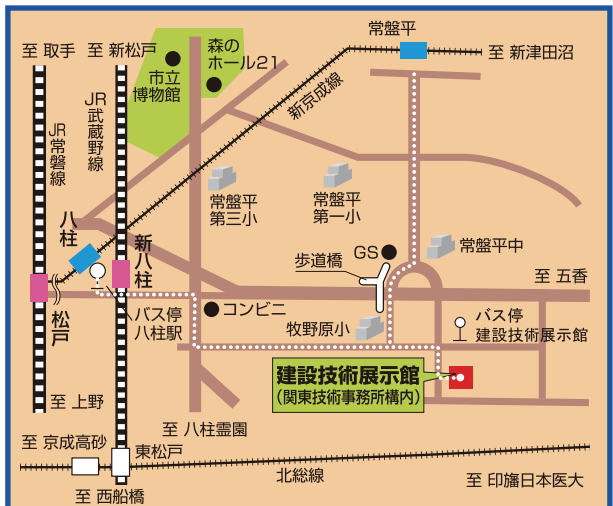 常盤平
至 取手
至 新松戸
森の
ホール21
至 新津田沼
市立
博物館
新京成線
JR武蔵野線
JR常磐線
常盤平
第三小
常盤平
第一小
八柱
新八柱
GS
常盤平中
歩道橋
至 五香
松戸
バス停
八柱駅
コンビニ
牧野原小
バス停
建設技術展示館
建設技術展示館
(関東技術事務所構内)
至 上野
至 八柱霊園
至 京成高砂
東松戸
北総線
至 印旛日本医大
至 西船橋